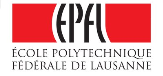 EPFL
ÉCOLE POLYTECHNIQUE
FÉDÉRALE DE LAUSANNE